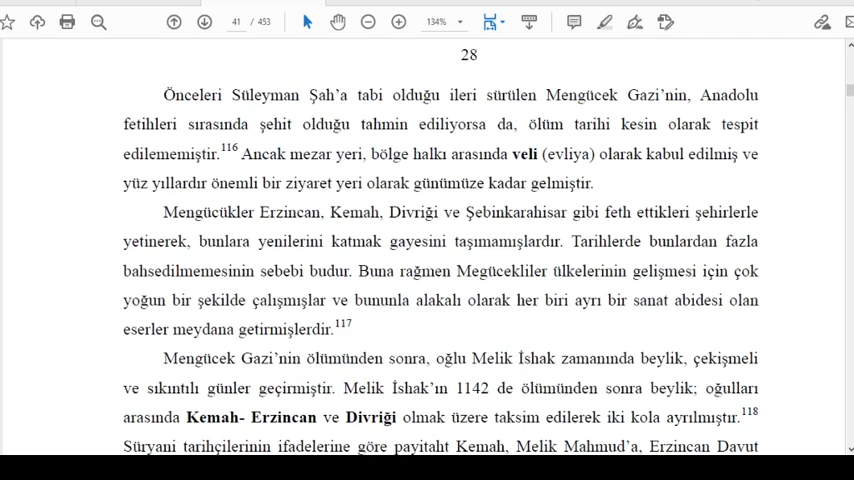 41 / 453
134%
28
Önceleri Süleyman Şah’a tabi olduğu ileri sürülen Mengücek Gazi’nin, Anadolu
fetihleri sırasında şehit olduğu tahmin ediliyorsa da, ölüm tarihi kesin olarak tespit
edilememiştir.116 Ancak mezar yeri, bölge halkı arasında veli (evliya) olarak kabul edilmiş ve
yüz yıllardır önemli bir ziyaret yeri olarak günümüze kadar gelmiştir.
Mengücükler Erzincan, Kemah, Divriği ve Şebinkarahisar gibi feth ettikleri şehirlerle
yetinerek, bunlara yenilerini katmak gayesini taşımamışlardır. Tarihlerde bunlardan fazla
bahsedilmemesinin sebebi budur. Buna rağmen Megücekliler ülkelerinin gelişmesi için çok
yoğun bir şekilde çalışmışlar ve bununla alakalı olarak her biri ayrı bir sanat abidesi olan
eserler meydana getirmişlerdir.117
Mengücek Gazi’nin ölümünden sonra, oğlu Melik İshak zamanında beylik, çekişmeli
ve sıkıntılı günler geçirmiştir. Melik İshak’ın 1142 de ölümünden sonra beylik; oğulları
arasında Kemah- Erzincan ve Divriği olmak üzere taksim edilerek iki kola ayrılmıştır.118
Süryani tarihçilerinin ifadelerine göre payitaht Kemah, Melik Mahmud’a, Erzincan Davut